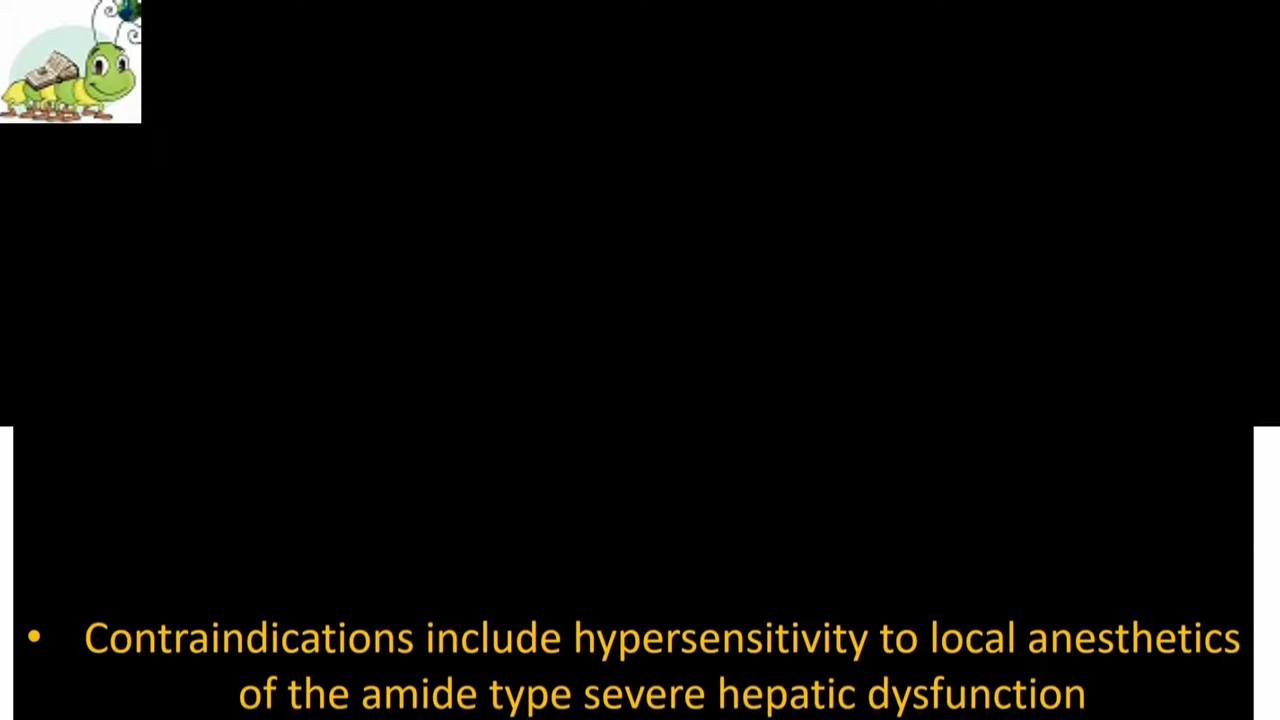 • Contraindications include hypersensitivity to local anesthetics
of the amide type severe hepatic dysfunction